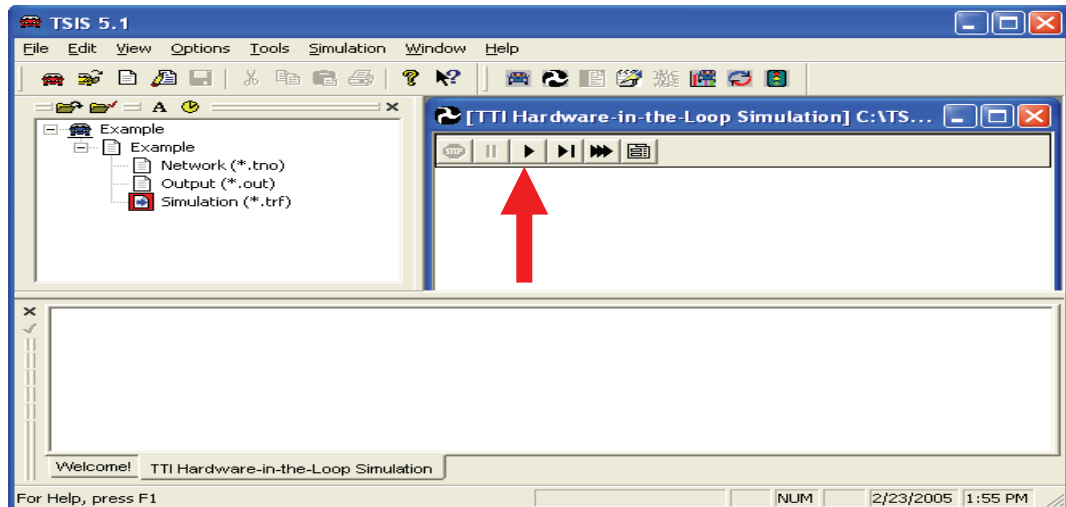 TSIS 5.1
File Edit View Options Tools Simulation Window Help
A
Example
Example
Network (*.tno)
Output (*.out)
Simulation (*.trf)
[TTI Hardware-in-the-Loop Simulation] C:\TS...
STOP
Welcome! TTI Hardware-in-the-Loop Simulation
For Help, press F1 NUM 2/23/2005 1:55 PM